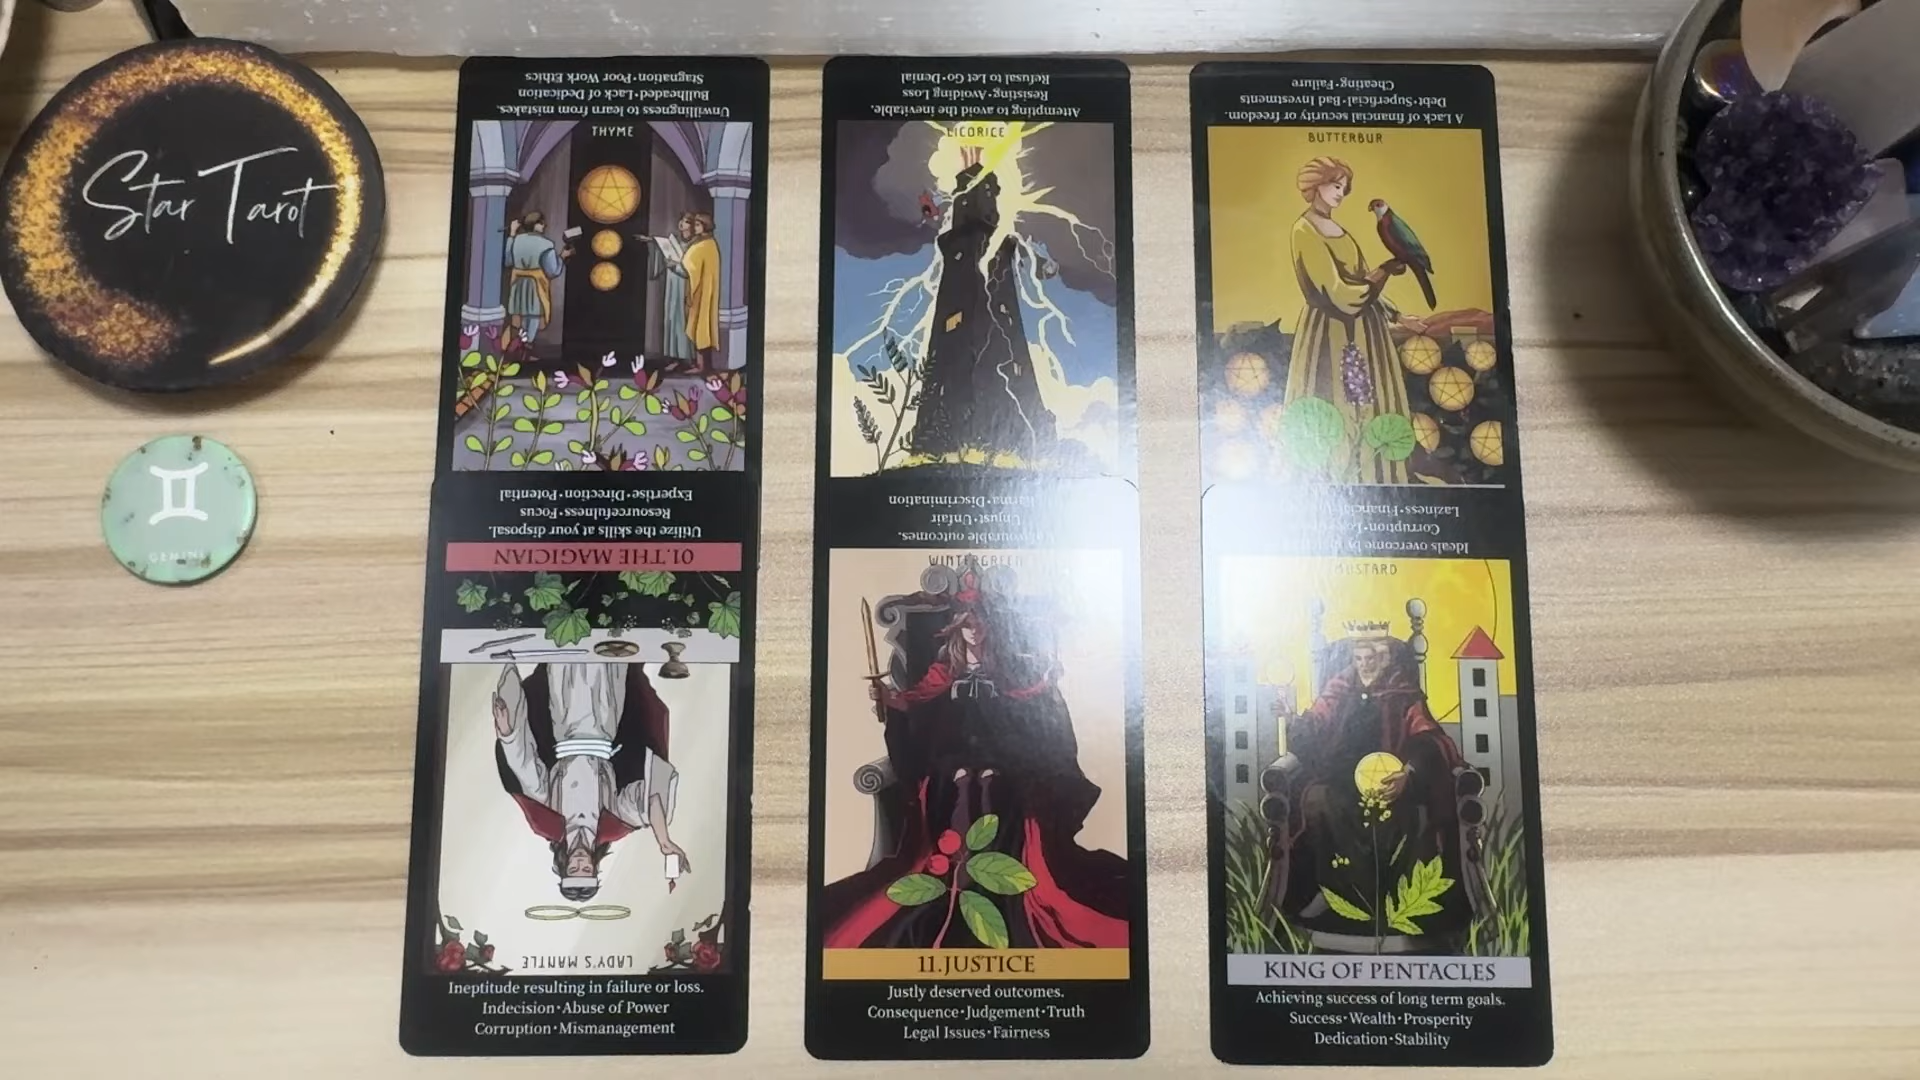 Star Tarot
GEMINI
Unwillingness to learn from mistakes.
Bullheaded•Lack of Dedication
Stagnation•Poor Work Ethics
THYME
Utilize the skills at your disposal.
Resourcefulness•Focus
Expertise•Direction•Potential
01.THE MAGICIAN
LADY'S MANTLE
Ineptitude resulting in failure or loss.
Indecision•Abuse of Power
Corruption•Mismanagement
Attempting to avoid the inevitable.
Resisting•Avoiding Loss
Refusal to Let Go•Denial
LICORICE
outcomes.
Unjust•Unfair
Karma•Discrimination
WINTERGREEN
11.JUSTICE
Justly deserved outcomes.
Consequence•Judgement•Truth
Legal Issues•Fairness
A Lack of financial security or freedom.
Debt•Superficial•Bad Investments
Cheating•Failure
BUTTERBUR
Ideals overcome by
Corruption•
Laziness•Financial
MUSTARD
KING OF PENTACLES
Achieving success of long term goals.
Success•Wealth•Prosperity
Dedication•Stability